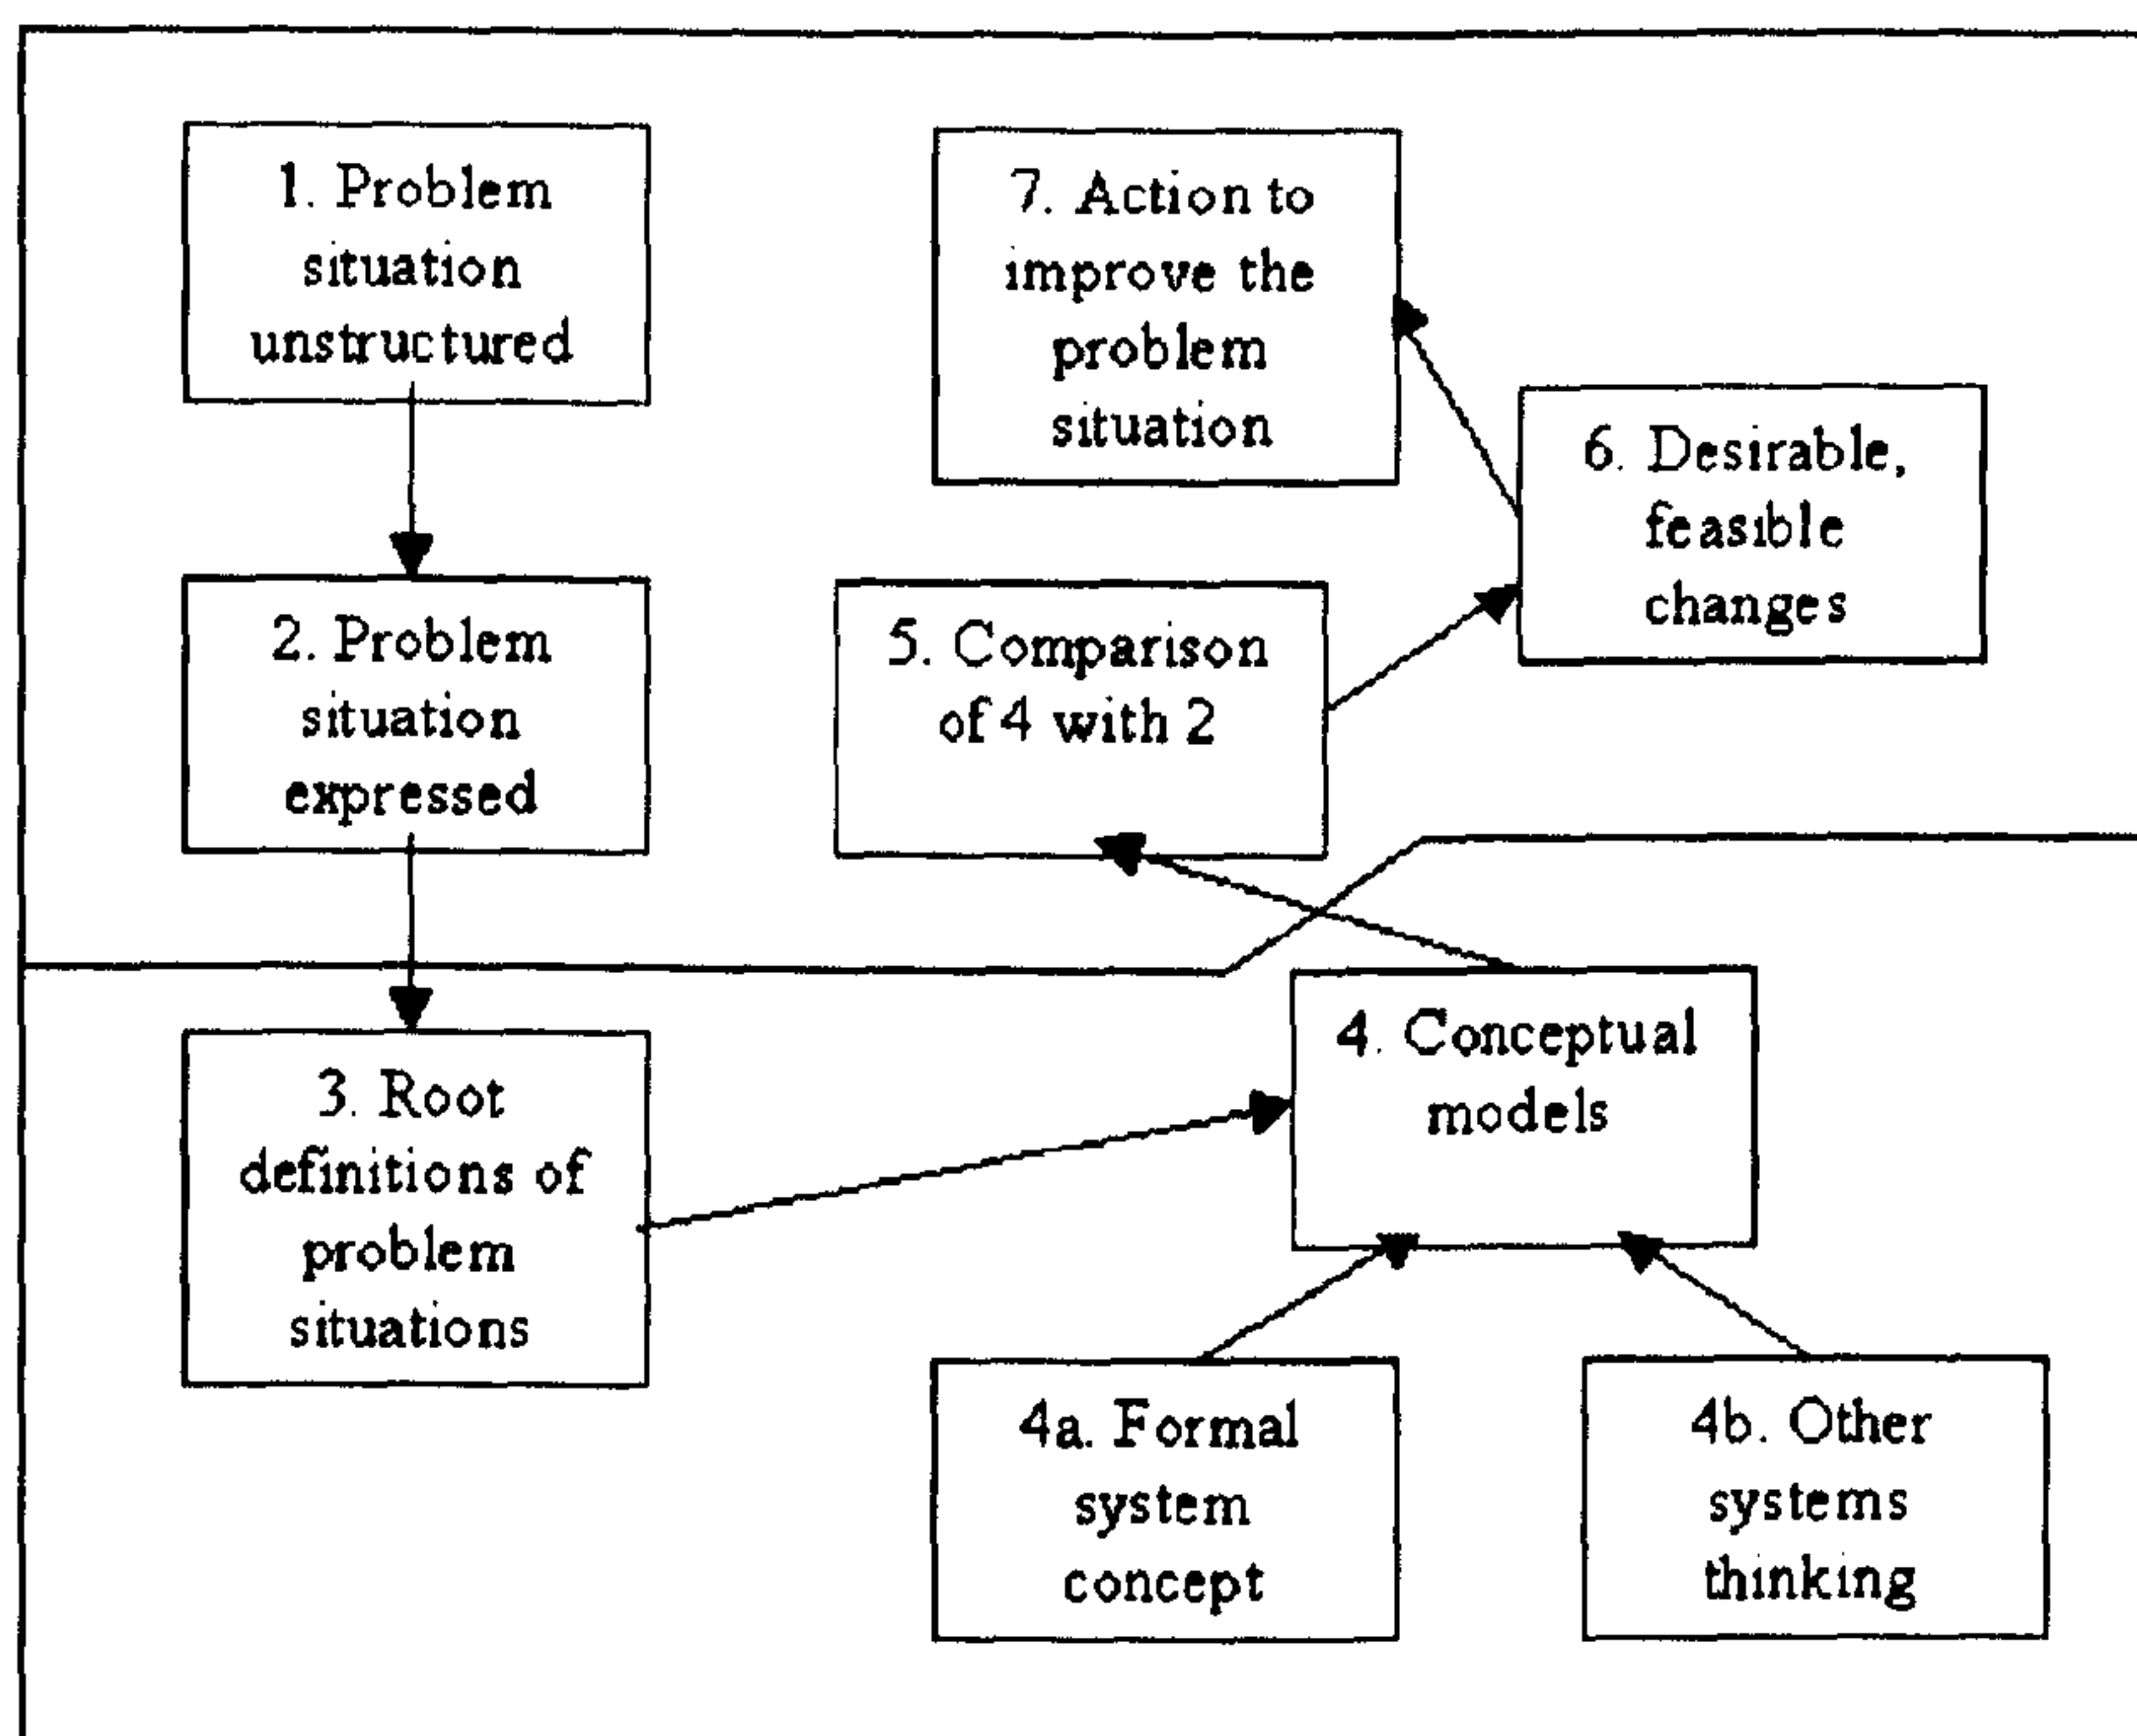 1. Problem
situation
unstructured
2. Problem
situation
expressed
3. Root
definitions of
problem
situations
4. Conceptual
models
4a. Formal
system
concept
4b. Other
systems
thinking
5. Comparison
of 4 with 2
6. Desirable,
feasible
changes
7. Action to
improve the
problem
situation